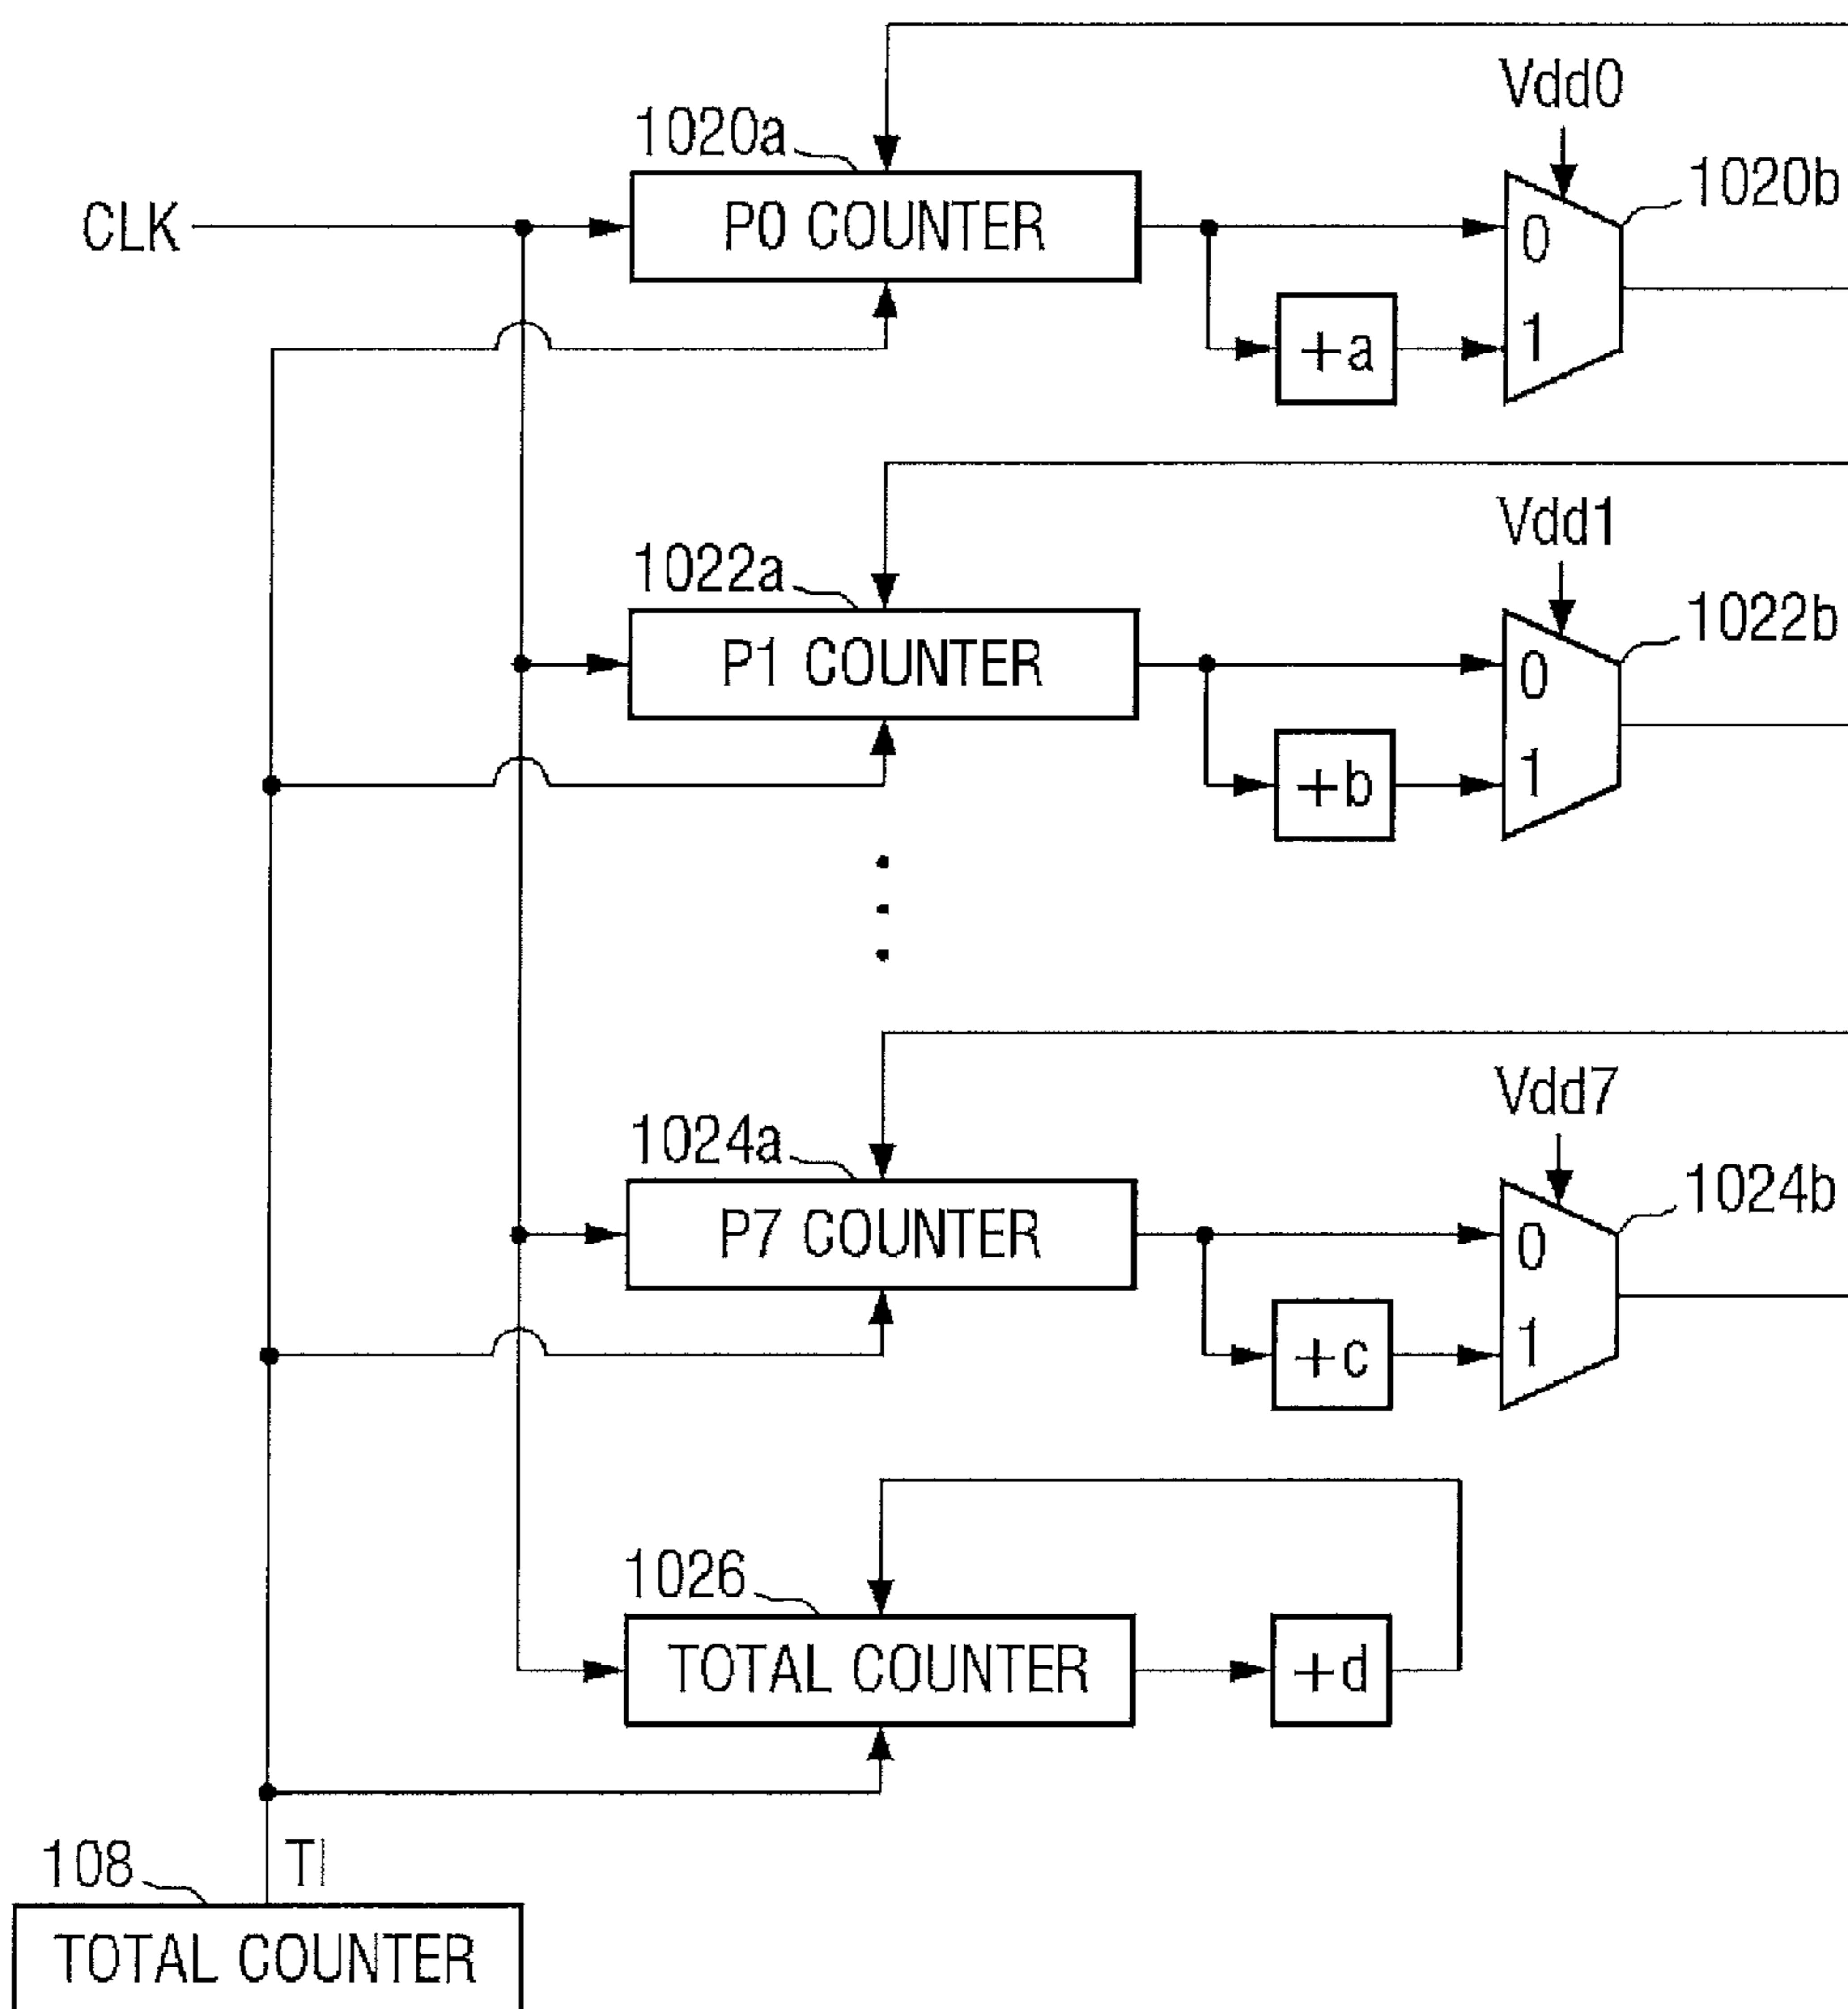 Vdd0
1020a
1020b
CLK
P0 COUNTER
0
+a
1
Vdd1
1022a
1022b
P1 COUNTER
0
+b
1
Vdd7
1024a
1024b
P7 COUNTER
0
+c
1
1026
TOTAL COUNTER
+d
108
TI
TOTAL COUNTER